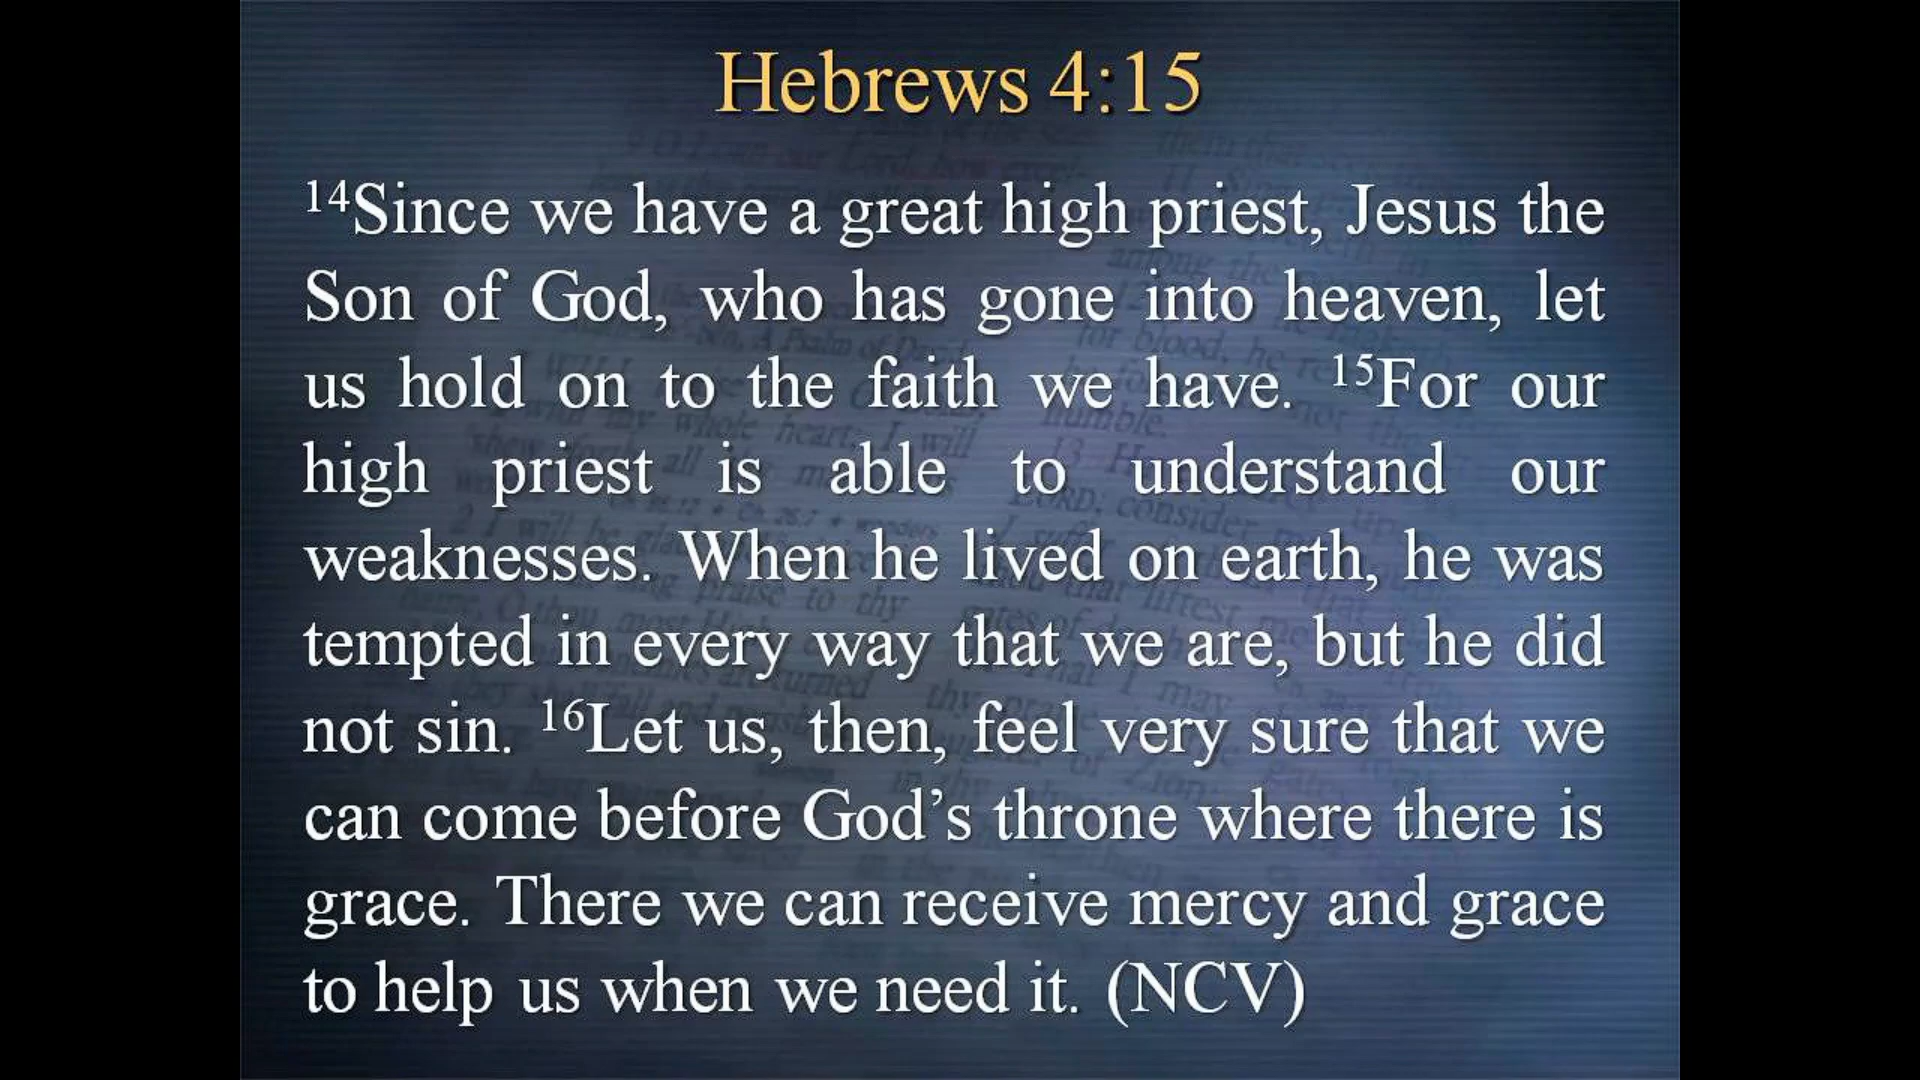 Hebrews 4:15
14Since we have a great high priest, Jesus the
Son of God, who has gone into heaven, let
us hold on to the faith we have. 15For our
high priest is able to understand our
weaknesses. When he lived on earth, he was
tempted in every way that we are, but he did
not sin. 16Let us, then, feel very sure that we
can come before God’s throne where there is
grace. There we can receive mercy and grace
to help us when we need it. (NCV)